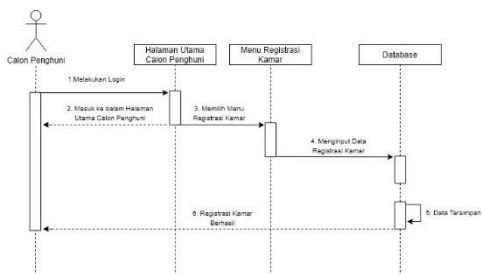 Halaman Utama
Calon Penghuni
Menu Registrasi
Kamar
Database
Calon Penghuni
1.Melakukan Login
2. Masuk ke dalam Halaman
Utama Calon Penghuni
3. Memilih Menu
Registrasi Kamar
4. Menginput Data
Registrasi Kamar
5. Data Tersimpan
6. Registrasi Kamar
Berhasil